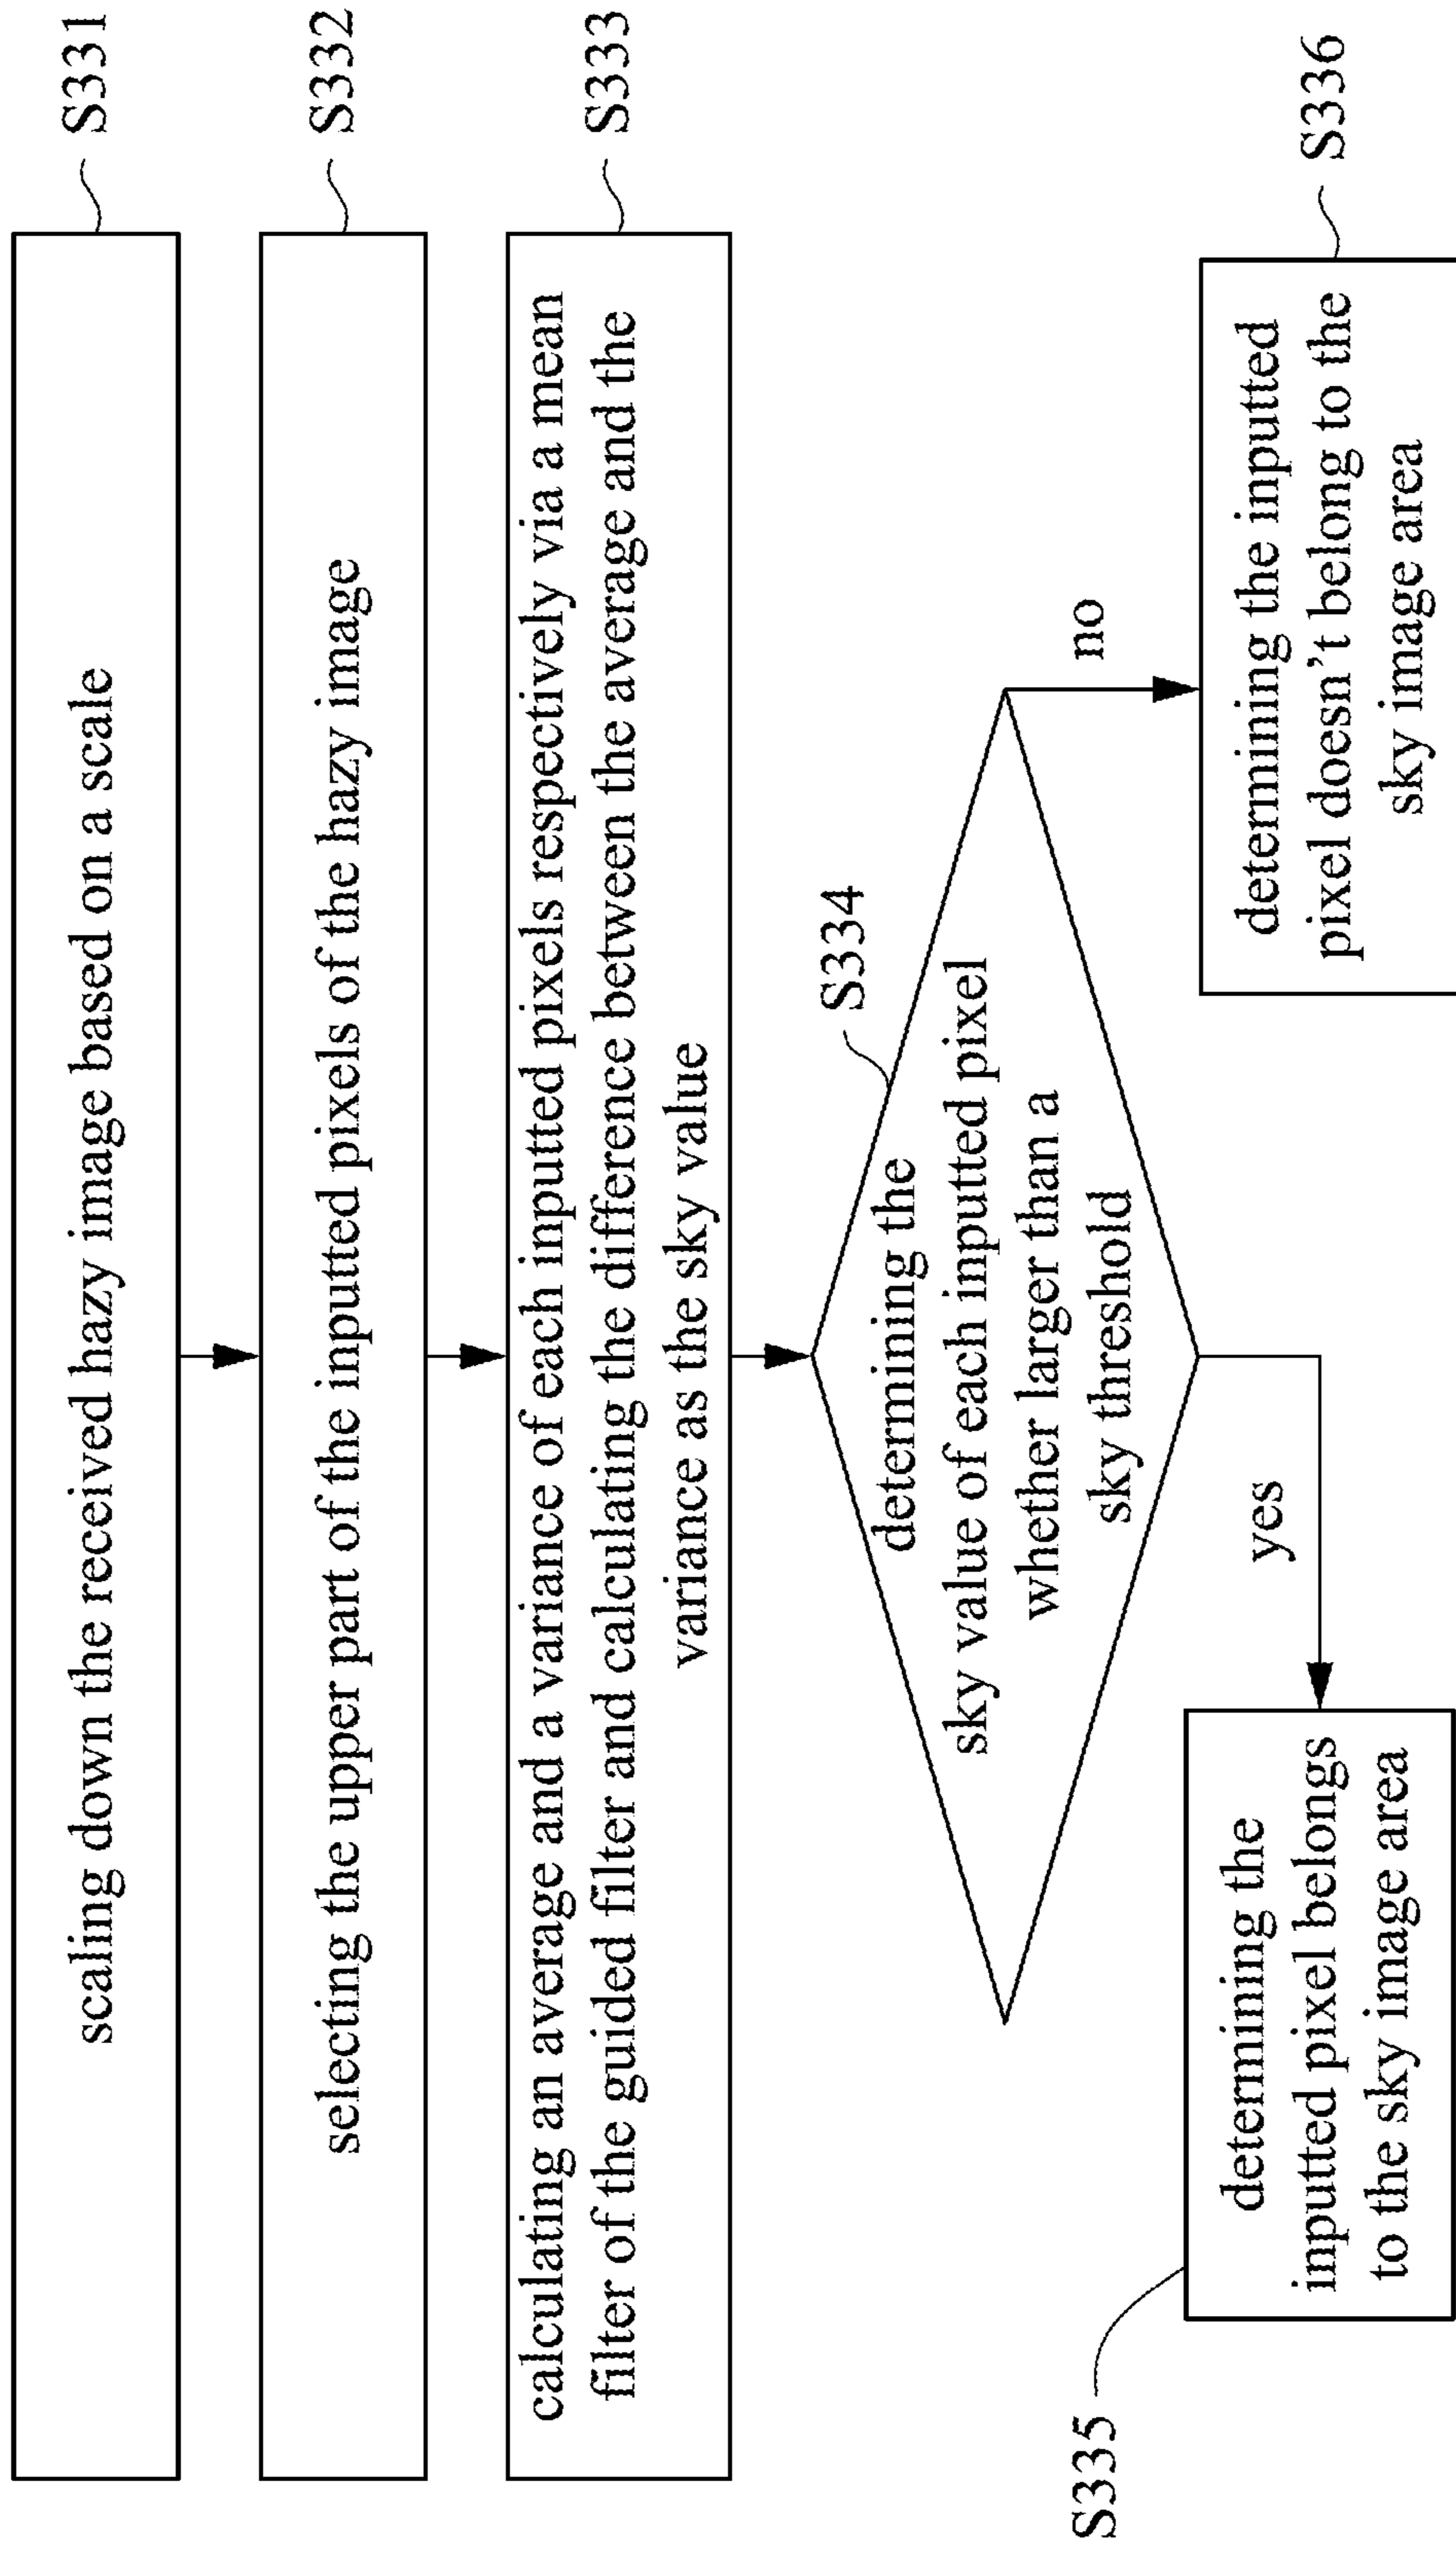 scaling down the received hazy image based on a scale
S331
selecting the upper part of the inputted pixels of the hazy image
S332
calculating an average and a variance of each inputted pixels respectively via a mean
filter of the guided filter and calculating the difference between the average and the
variance as the sky value
S333
S334
determining the
sky value of each inputted pixel
whether larger than a
sky threshold
yes
no
S335
determining the
inputted pixel belongs
to the sky image area
determining the inputted
pixel doesn't belong to the
sky image area
S336